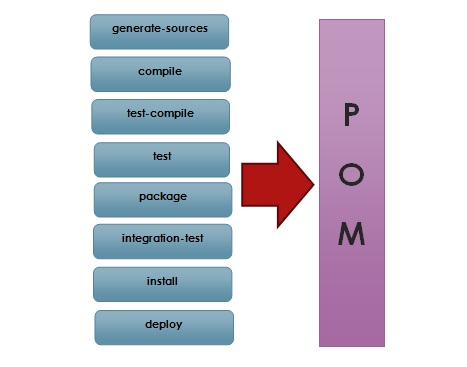 generate-sources
compile
test-compile
test
package
integration-test
install
deploy
P
O
M